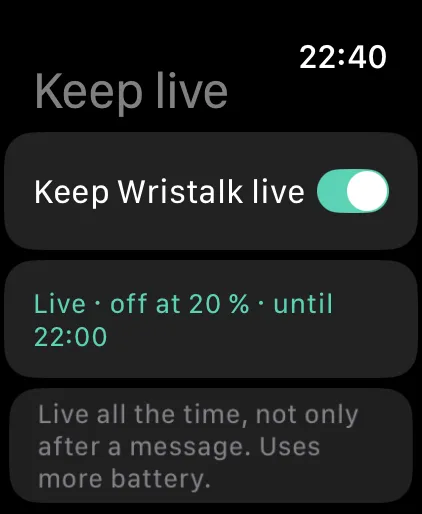 22:40
Keep live
Keep Wristalk live
Live · off at 20 % · until
22:00
Live all the time, not only
after a message. Uses
more battery.